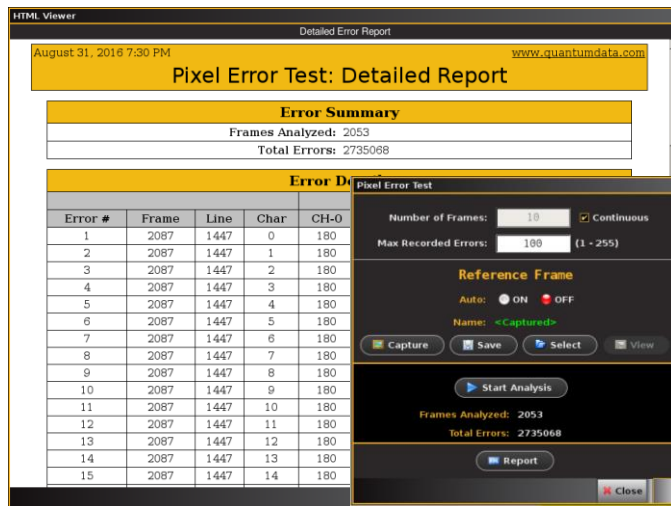 HTML Viewer
Detailed Error Report
August 31, 2016 7:30 PM
www.quantumdata.com
Pixel Error Test: Detailed Report
Error Summary
Frames Analyzed: 2053
Total Errors: 2735068
Error
Error # Frame Line Char CH-0
1 2087 1447 0 180
2 2087 1447 1 180
3 2087 1447 2 180
4 2087 1447 3 180
5 2087 1447 4 180
6 2087 1447 5 180
7 2087 1447 6 180
8 2087 1447 7 180
9 2087 1447 8 180
10 2087 1447 9 180
11 2087 1447 10 180
12 2087 1447 11 180
13 2087 1447 12 180
14 2087 1447 13 180
15 2087 1447 14 180
Pixel Error Test
Number of Frames: 10 Continuous
Max Recorded Errors: 100 (1 - 255)
Reference Frame
Auto: ON OFF
Name: <Captured>
Capture Save Select View
Start Analysis
Frames Analyzed: 2053
Total Errors: 2735068
Report
Close